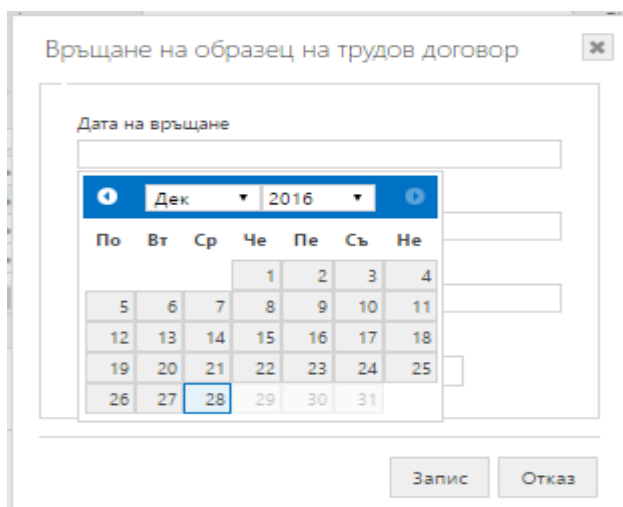 Връщане на образец на трудов договор
Дата на връщане
Дек 2016
По Вт Ср Че Пе Съ Не
1 2 3 4
5 6 7 8 9 10 11
12 13 14 15 16 17 18
19 20 21 22 23 24 25
26 27 28 29 30 31
Запис Отказ